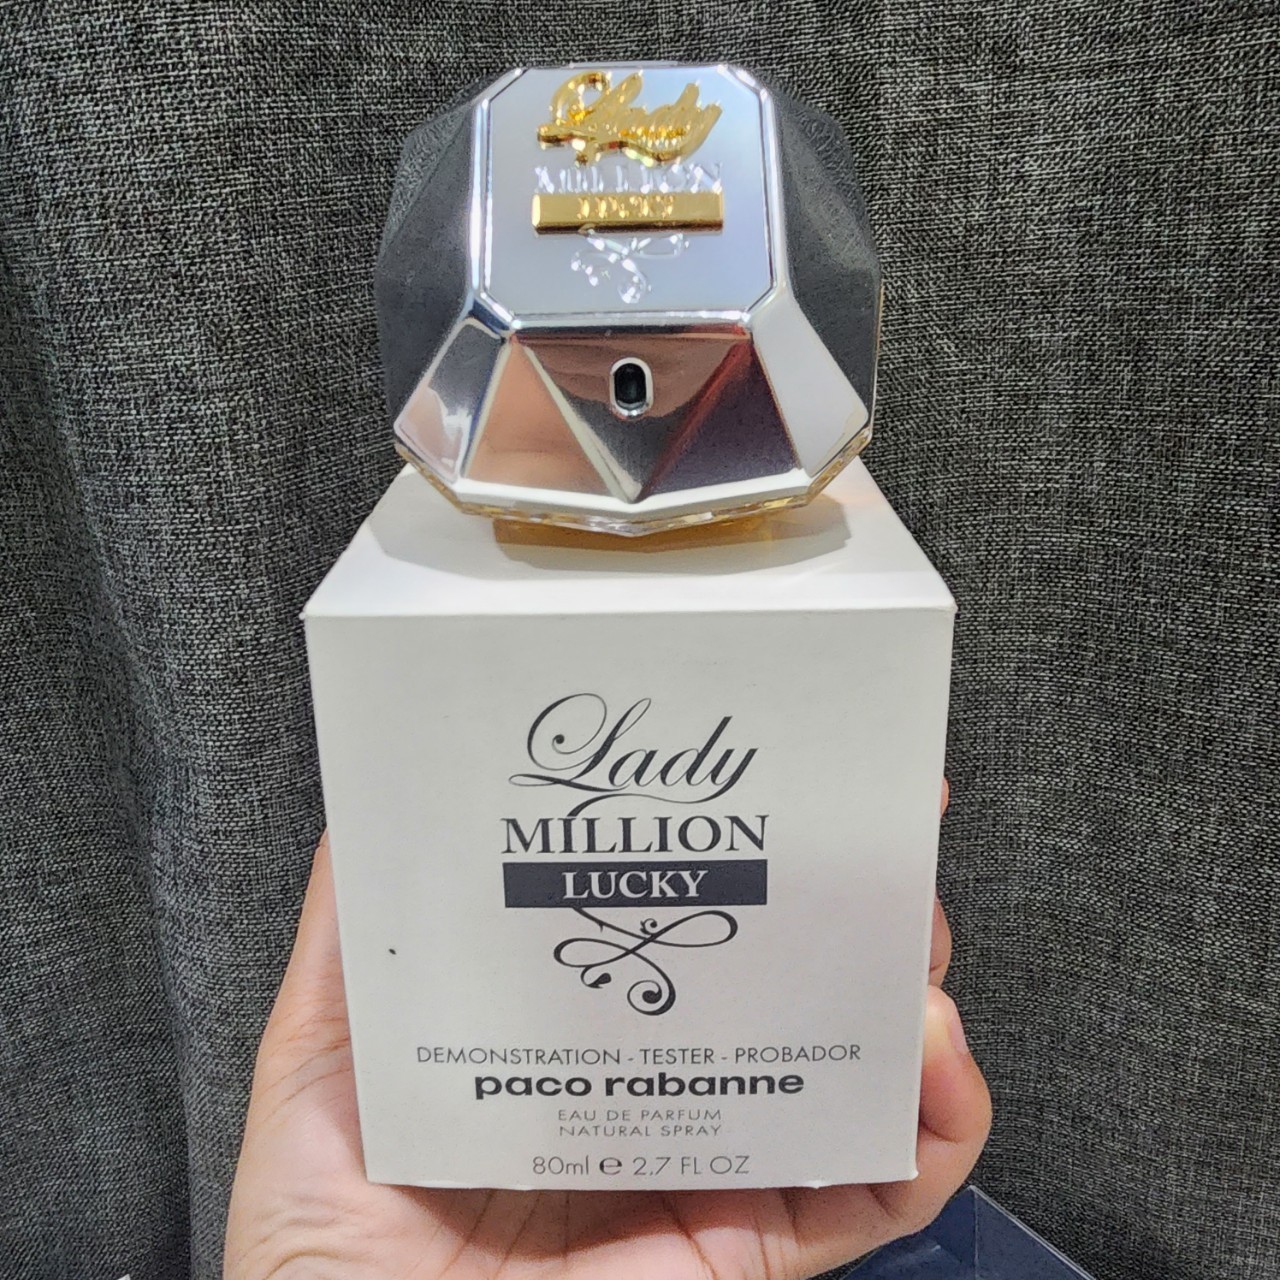 Lady
MILLION
LUCKY
Lady
MILLION
LUCKY
DEMONSTRATION - TESTER - PROBADOR
paco rabanne
EAU DE PARFUM
NATURAL SPRAY
80ml e 2.7 FL OZ